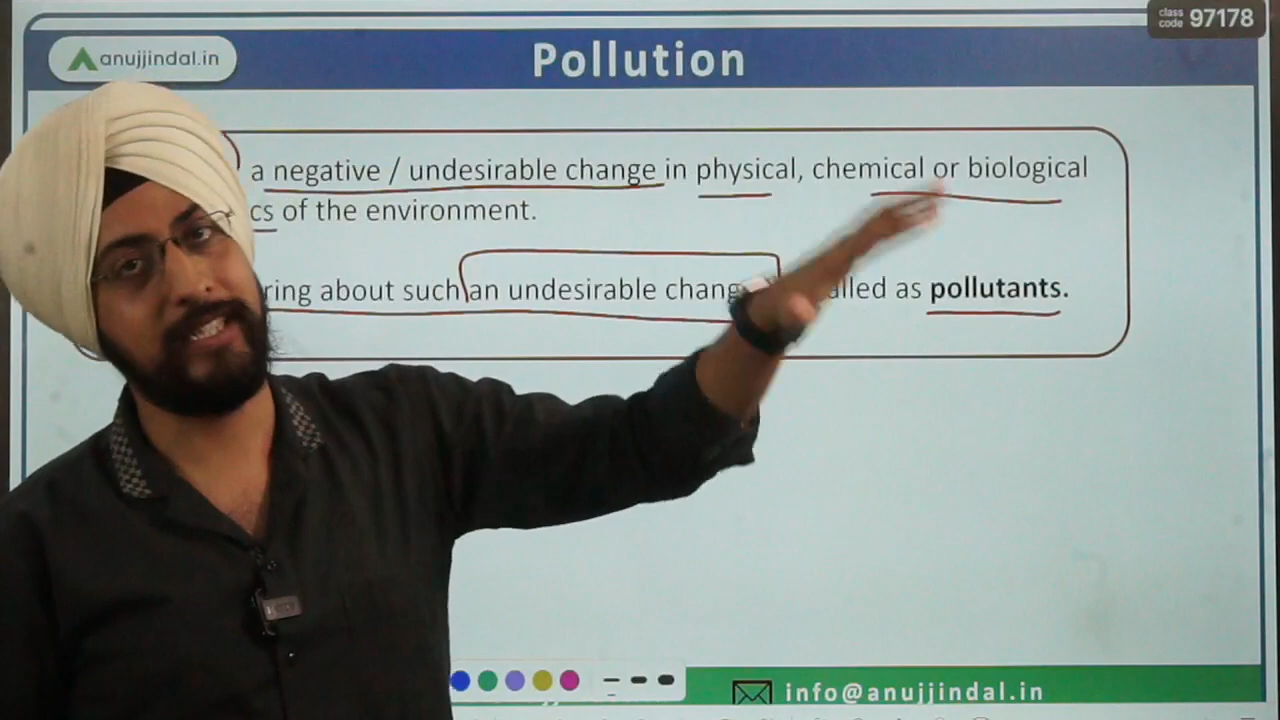 class
code 97178
anujjindal.in
Pollution
a negative / undesirable change in physical, chemical or biological
cs of the environment.
ring about such an undesirable chang alled as pollutants.
info@anujjindal.in